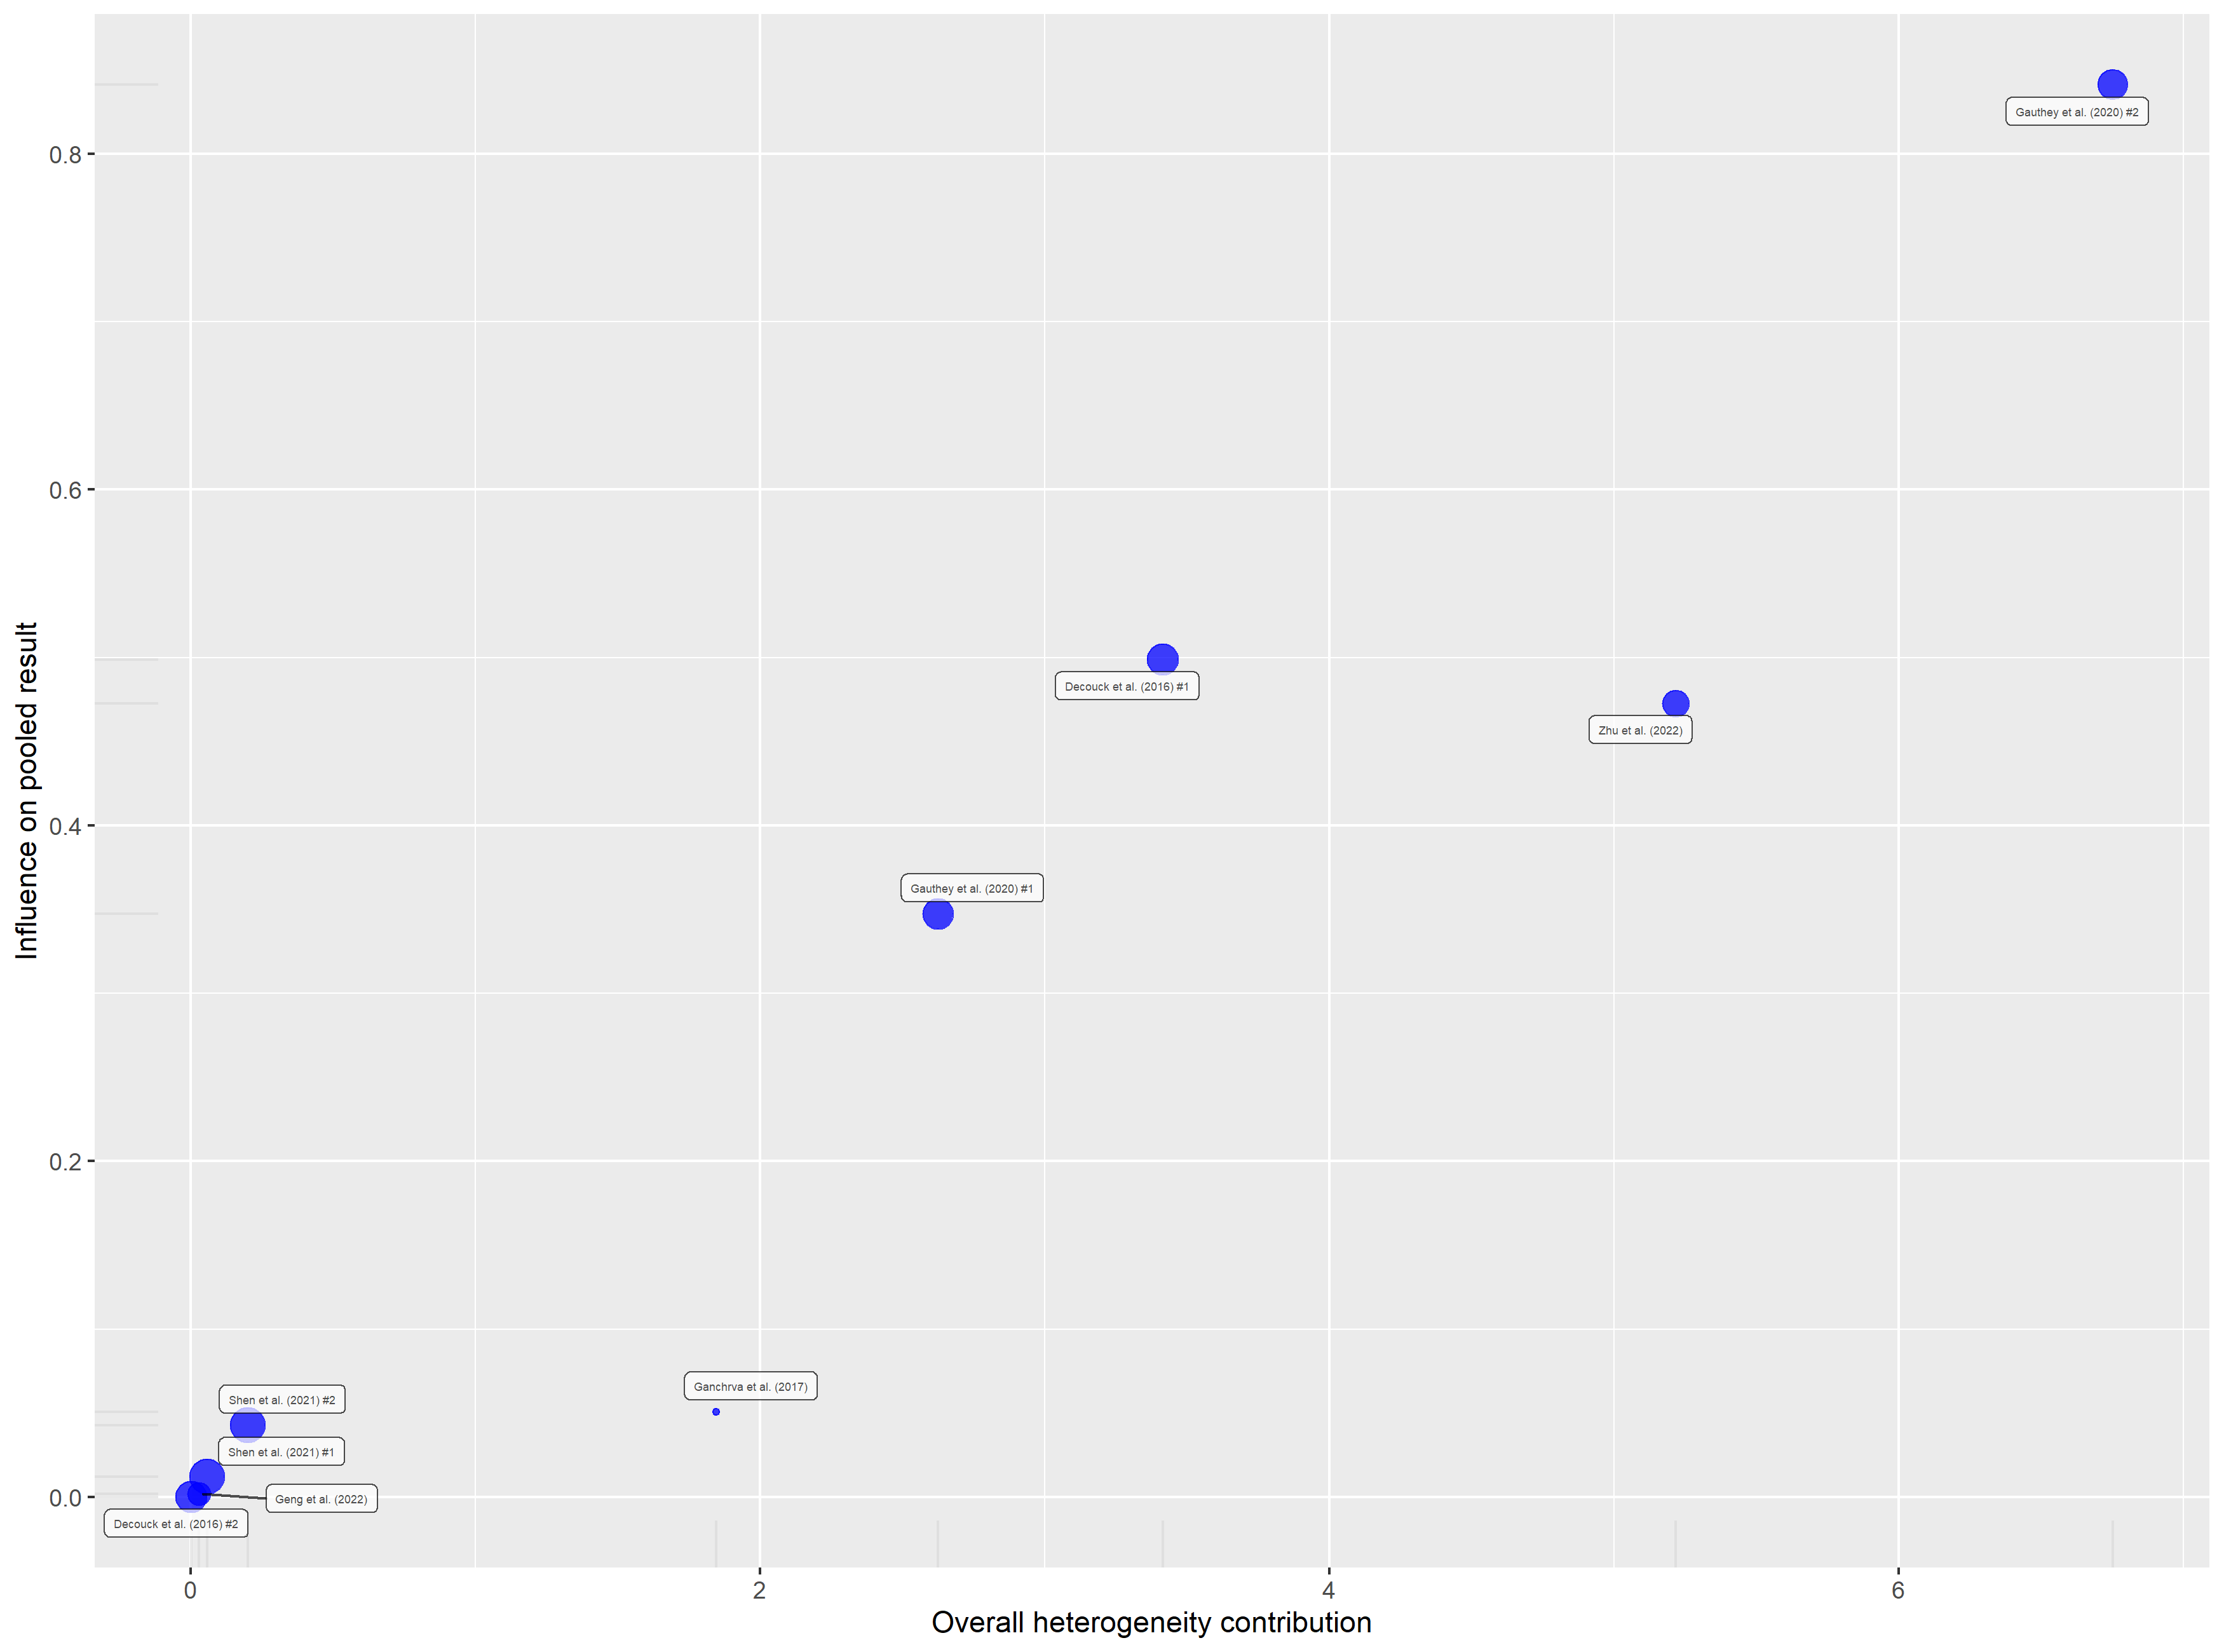 Influence on pooled result
0.8
0.6
0.4
0.2
0.0
Gauthey et al. (2020) #2
Decouck et al. (2016) #1
Zhu et al. (2022)
Gauthey et al. (2020) #1
Ganchrva et al. (2017)
Shen et al. (2021) #2
Shen et al. (2021) #1
Geng et al. (2022)
Decouck et al. (2016) #2
0
2
4
6
Overall heterogeneity contribution